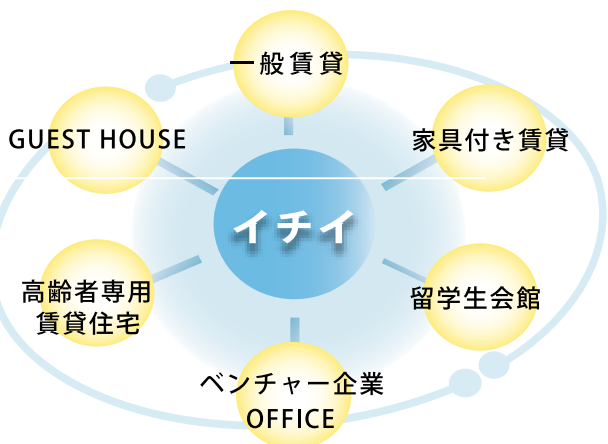 一般賃貸
GUEST HOUSE
家具付き賃貸
イチイ
高齢者専用
賃貸住宅
留学生会館
ベンチャー企業
OFFICE